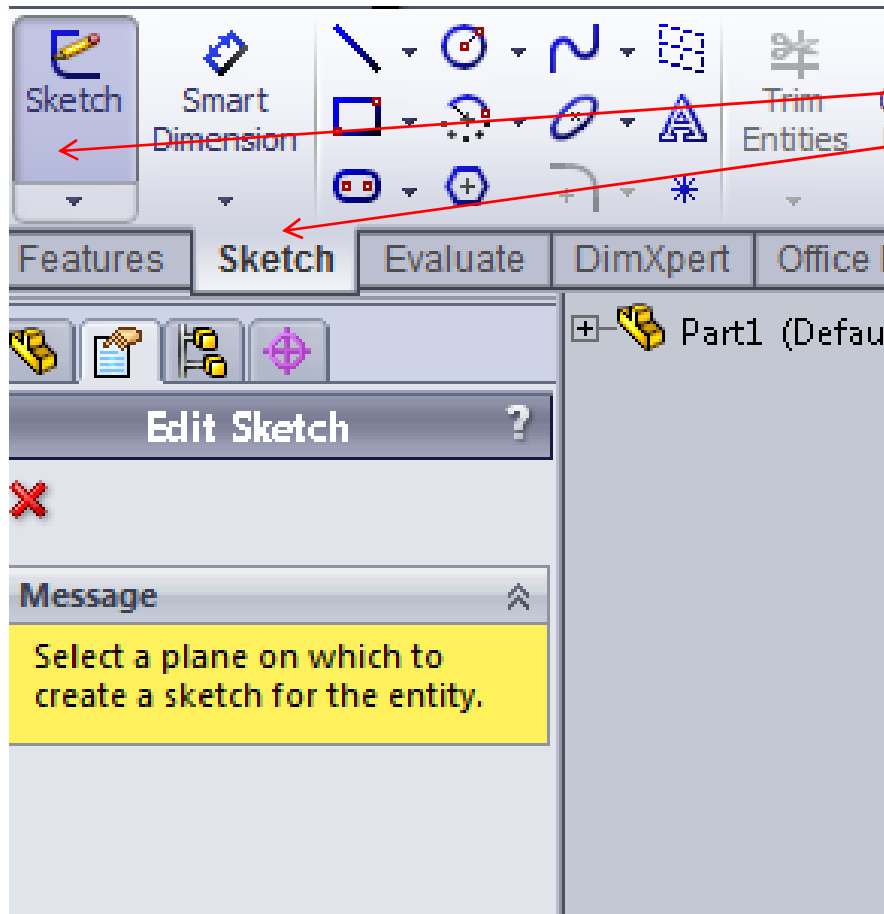 Sketch
Smart
Dimension
Trim
Entities
Features
Sketch
Evaluate
DimXpert
Office
Part1 (Defau
Edit Sketch
?
Message
Select a plane on which to
create a sketch for the entity.